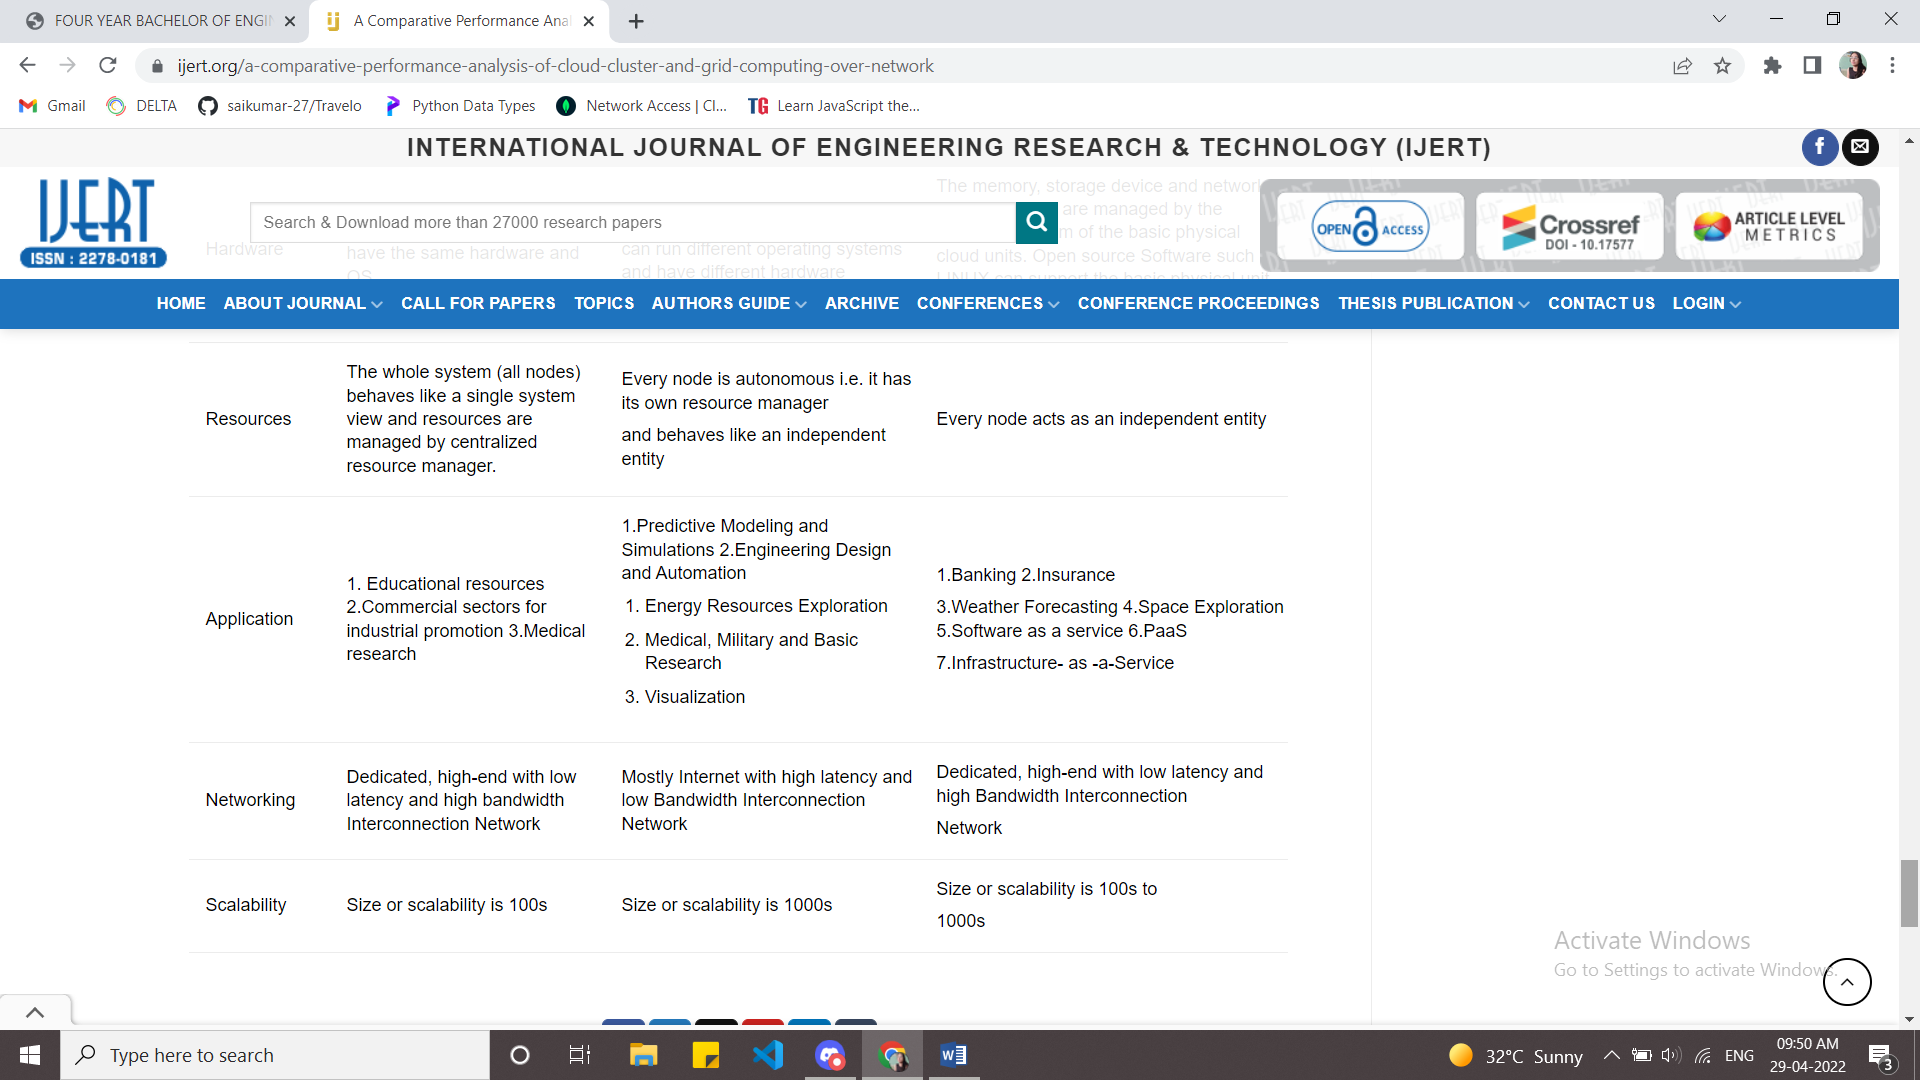 FOUR YEAR BACHELOR OF ENGIN
A Comparative Performance Anal
ijert.org/a-comparative-performance-analysis-of-cloud-cluster-and-grid-computing-over-network
Gmail
DELTA
saikumar-27/Travelo
Python Data Types
Network Access | Cl...
TG
Learn JavaScript the...
INTERNATIONAL JOURNAL OF ENGINEERING RESEARCH & TECHNOLOGY (IJERT)
IJERT
ISSN : 2278-0181
Search & Download more than 27000 research papers
OPEN ACCESS
Crossref
DOI - 10.17577
ARTICLE LEVEL
METRICS
Hardware
have the same hardware and
OS
can run different operating systems
and have different hardware
The memory, storage device and network
are managed by the
of the basic physical
cloud units. Open source Software such
LINUX can support the basic physical unit
HOME
ABOUT JOURNAL
CALL FOR PAPERS
TOPICS
AUTHORS GUIDE
ARCHIVE
CONFERENCES
CONFERENCE PROCEEDINGS
THESIS PUBLICATION
CONTACT US
LOGIN
Resources
The whole system (all nodes)
behaves like a single system
view and resources are
managed by centralized
resource manager.
Every node is autonomous i.e. it has
its own resource manager
and behaves like an independent
entity
Every node acts as an independent entity
Application
1. Educational resources
2.Commercial sectors for
industrial promotion 3.Medical
research
1.Predictive Modeling and
Simulations 2.Engineering Design
and Automation
1. Energy Resources Exploration
2. Medical, Military and Basic
Research
3. Visualization
1.Banking 2.Insurance
3.Weather Forecasting 4.Space Exploration
5.Software as a service 6.PaaS
7.Infrastructure- as -a-Service
Networking
Dedicated, high-end with low
latency and high bandwidth
Interconnection Network
Mostly Internet with high latency and
low Bandwidth Interconnection
Network
Dedicated, high-end with low latency and
high Bandwidth Interconnection
Network
Scalability
Size or scalability is 100s
Size or scalability is 1000s
Size or scalability is 100s to
1000s
Activate Windows
Go to Settings to activate Windows.
Type here to search
32°C Sunny
ENG
09:50 AM
29-04-2022
3